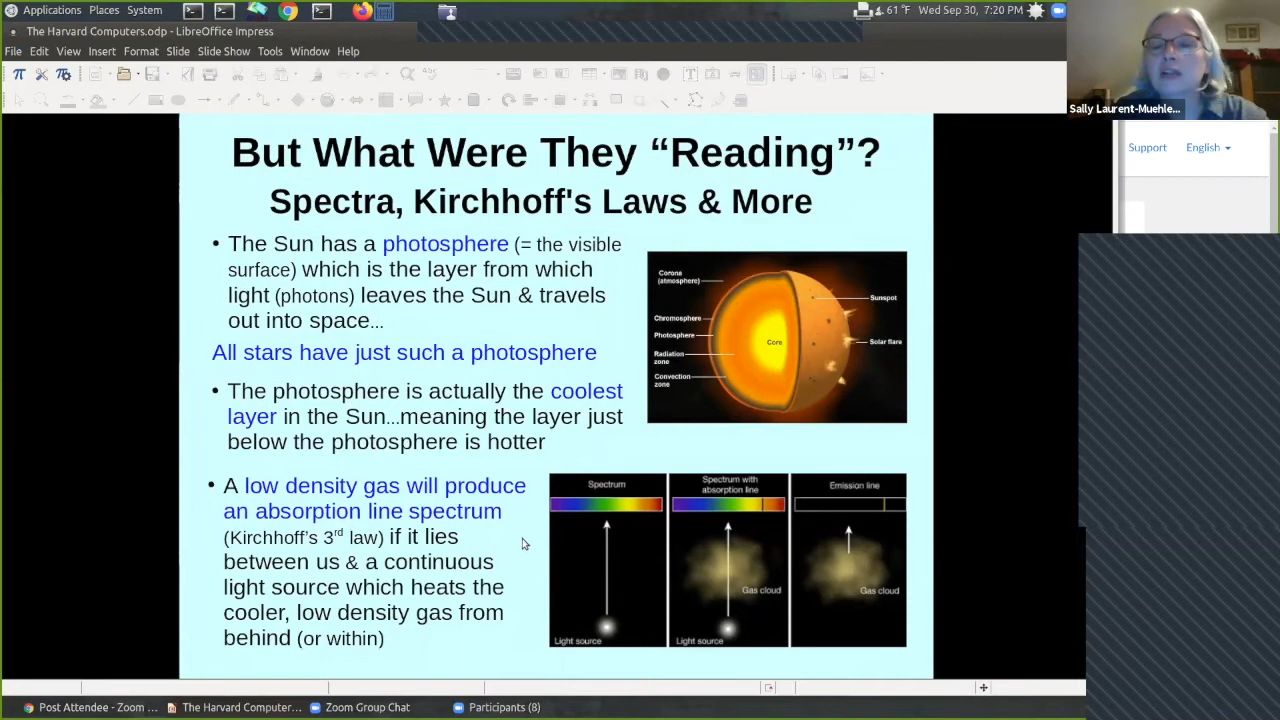 Applications Places System
61 °F Wed Sep 30, 7:20 PM
The Harvard Computers.odp - LibreOffice Impress
File Edit View Insert Format Slide Slide Show Tools Window Help
Sally Laurent-Muehle...
Support English
But What Were They “Reading”?
Spectra, Kirchhoff's Laws & More
• The Sun has a photosphere (= the visible
surface) which is the layer from which
light (photons) leaves the Sun & travels
out into space...
All stars have just such a photosphere
• The photosphere is actually the coolest
layer in the Sun...meaning the layer just
below the photosphere is hotter
• A low density gas will produce
an absorption line spectrum
(Kirchhoff’s 3rd law) if it lies
between us & a continuous
light source which heats the
cooler, low density gas from
behind (or within)
Corona
(atmosphere)
Chromosphere
Photosphere
Radiation
zone
Convection
zone
Core
Sunspot
Solar flare
Spectrum
Light source
Spectrum with
absorption line
Gas cloud
Light source
Emission line
Gas cloud
Post Attendee - Zoom ... The Harvard Computer... Zoom Group Chat Participants (8)